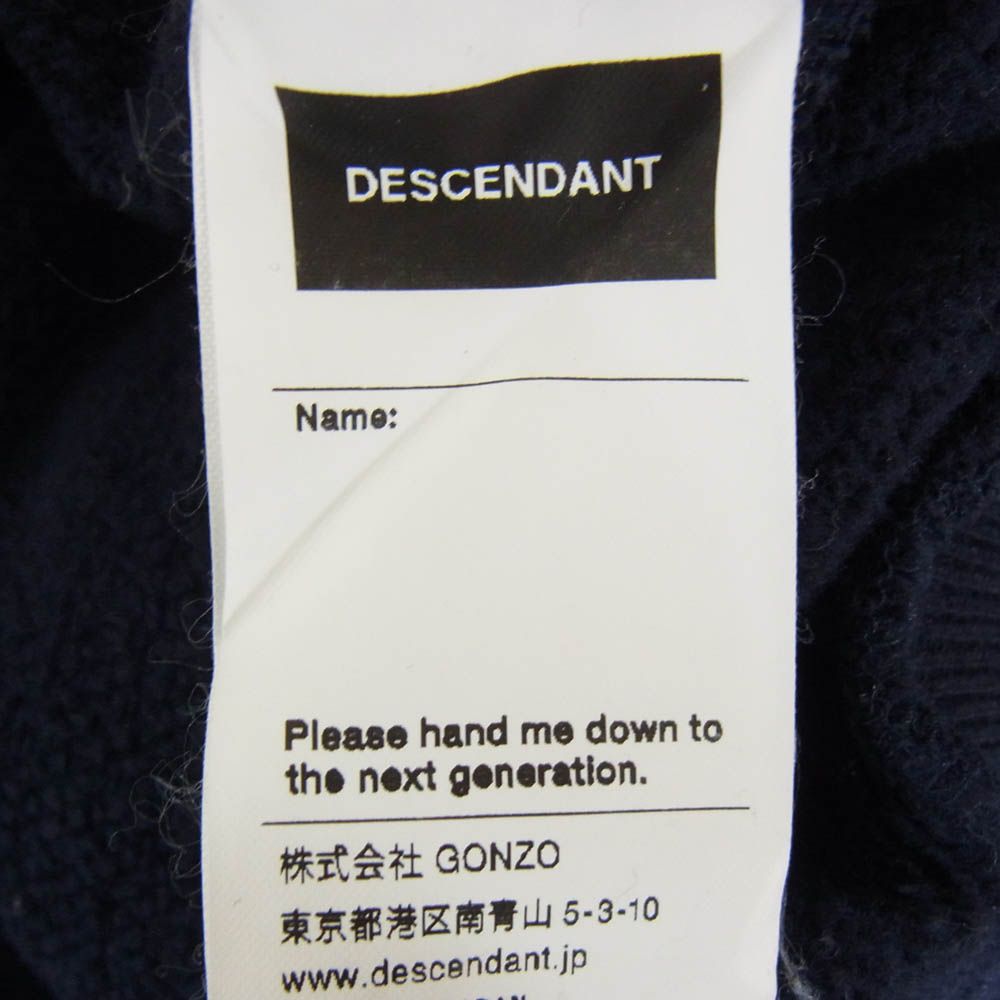 DESCENDANT
Name:
Please hand me down to
the next generation.
株式会社 GONZO
東京都港区南青山 5-3-10
www.descendant.jp